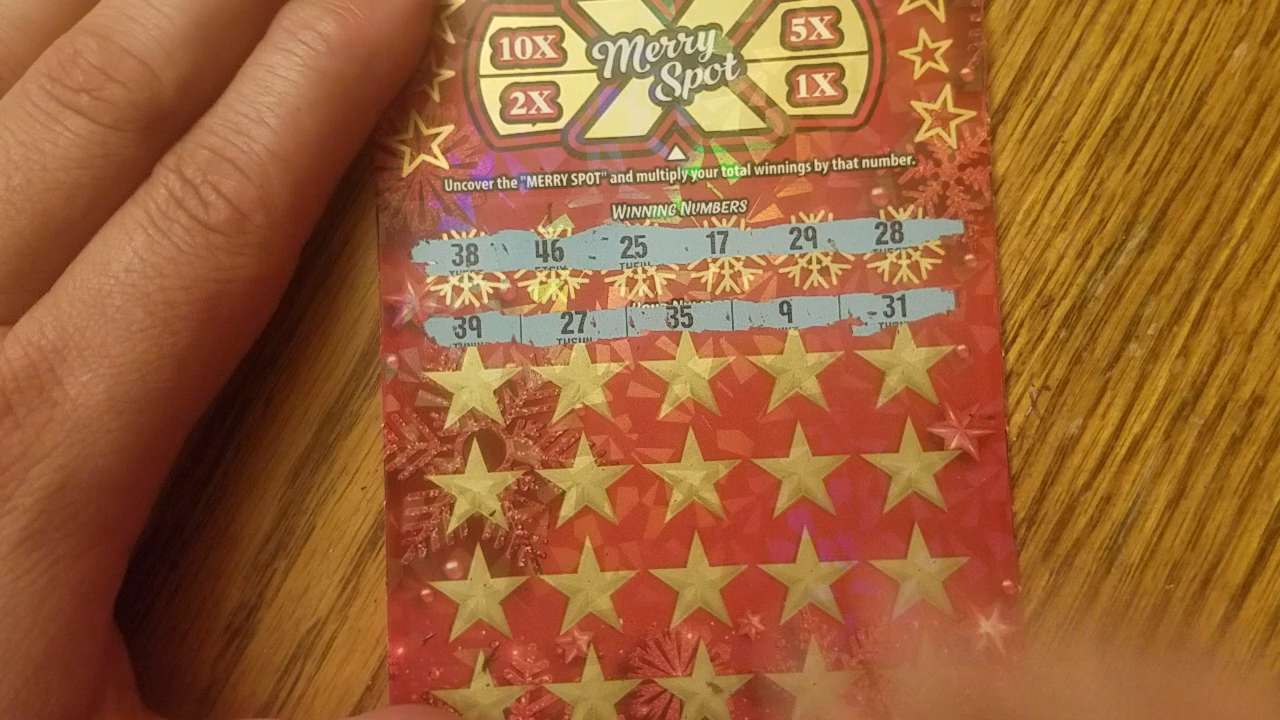 10X
Merry
Spot
5X
2X
1X
Uncover the "MERRY SPOT" and multiply your total winnings by that number.
WINNING NUMBERS
38 46 25 17 29 28
39 27 35 9 31